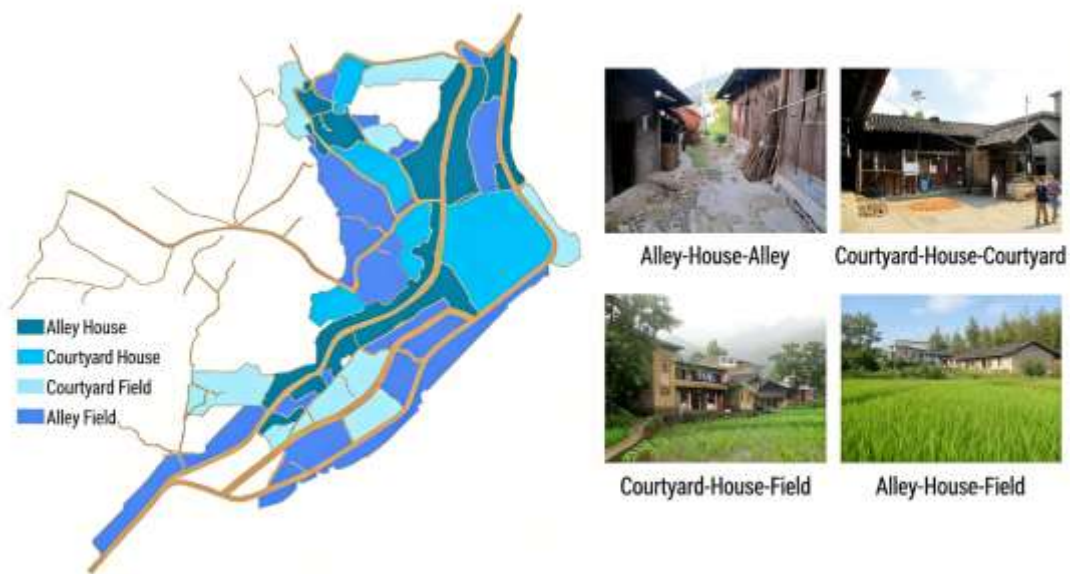 Alley House
Courtyard House
Courtyard Field
Alley Field
Alley-House-Alley
Courtyard-House-Courtyard
Courtyard-House-Field
Alley-House-Field